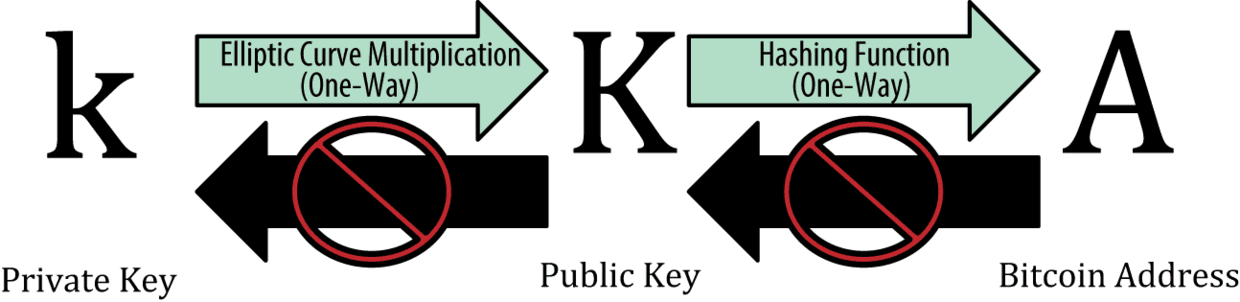 k
Elliptic Curve Multiplication
(One-Way)
K
Hashing Function
(One-Way)
A
Private Key
Public Key
Bitcoin Address